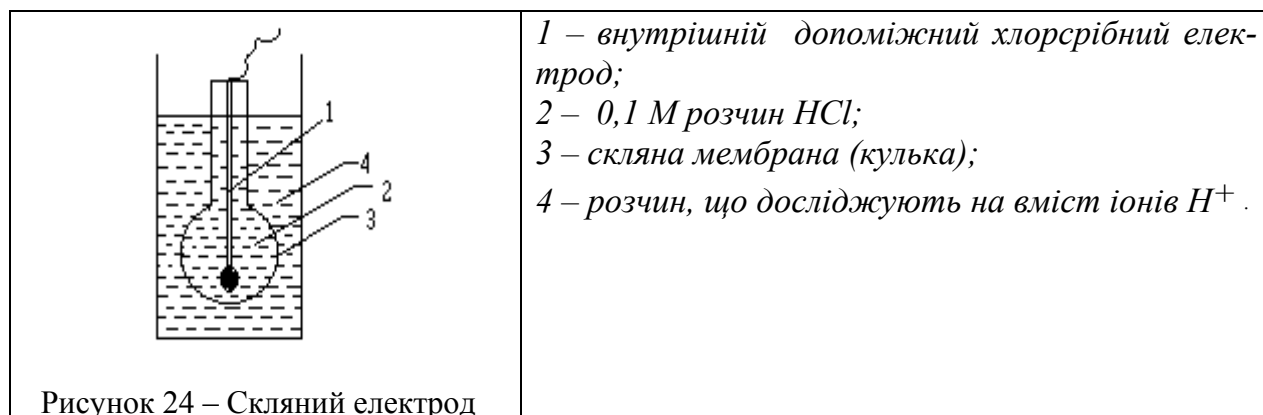 1
4
2
3
Рисунок 24 – Скляний електрод
1 – внутрішній допоміжний хлорсрібний елек-
трод;
2 – 0,1 М розчин HCl;
3 – скляна мембрана (кулька);
4 – розчин, що досліджують на вміст іонів H⁺ .